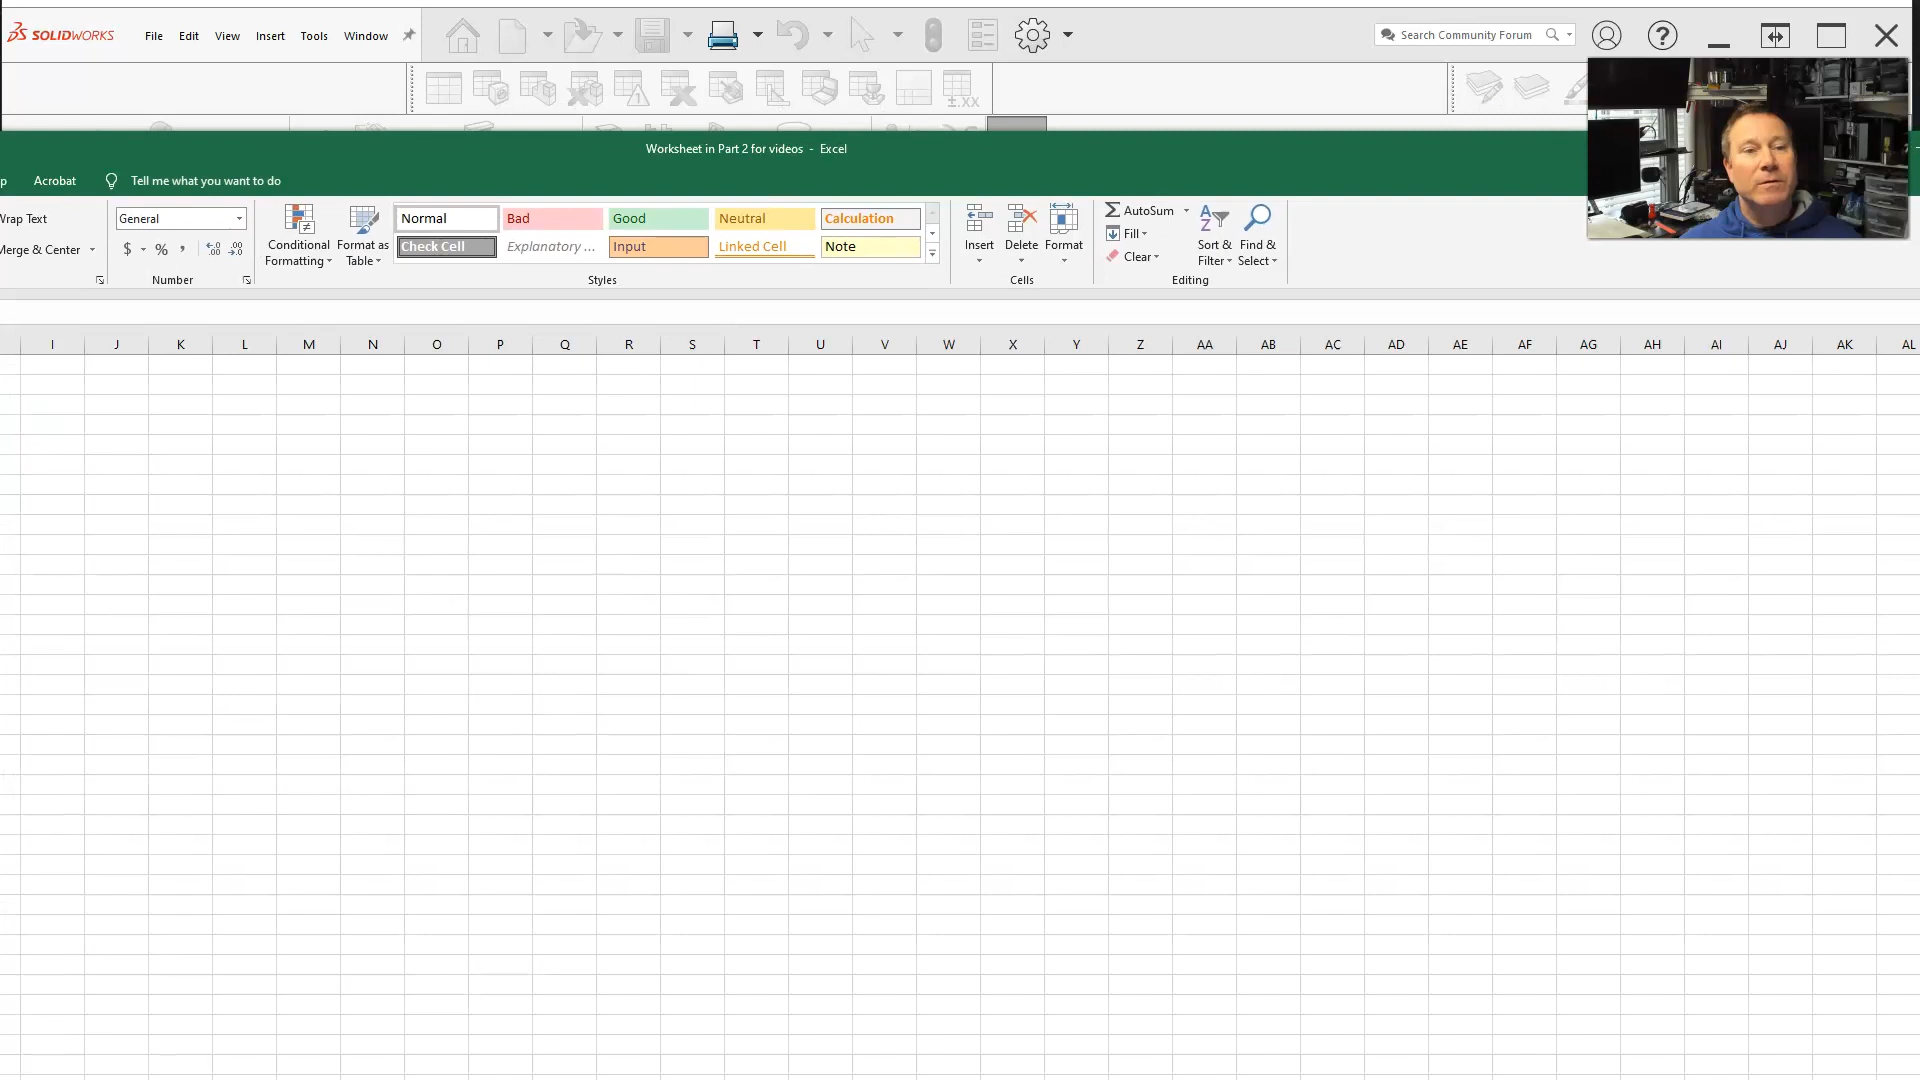 SOLIDWORKS File Edit View Insert Tools Window Search Community Forum
±.XX
Worksheet in Part 2 for videos - Excel
p Acrobat Tell me what you want to do
Wrap Text General Normal Bad Good Neutral Calculation AutoSum
Merge & Center $ % , Conditional Formatting Format as Table Check Cell Explanatory ... Input Linked Cell Note Insert Delete Format Fill Clear Sort & Filter Find & Select
Number Styles Cells Editing
I J K L M N O P Q R S T U V W X Y Z AA AB AC AD AE AF AG AH AI AJ AK AL